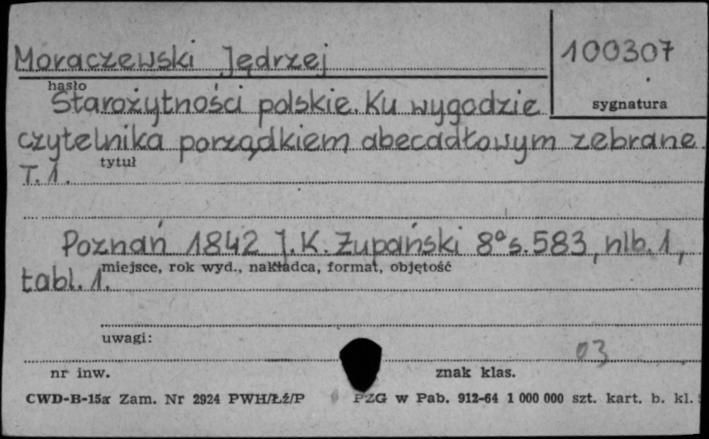 Moraczewski Jędrzej
100307
hasło
sygnatura
Starożytności polskie. Ku wygodzie
czytelnika porządkiem abecadłowym zebrane.
tytuł
T. 1.
Poznań 1842 J. K. Żupański 8° s. 583, nlb. 1,
miejsce, rok wyd., nakładca, format, objętość
tabl. 1.
uwagi:
03
nr inw.
znak klas.
CWD-B-15a Zam. Nr 2924 PWH/Łź/P PZG w Pab. 912-64 1 000 000 szt. kart. b. kl.